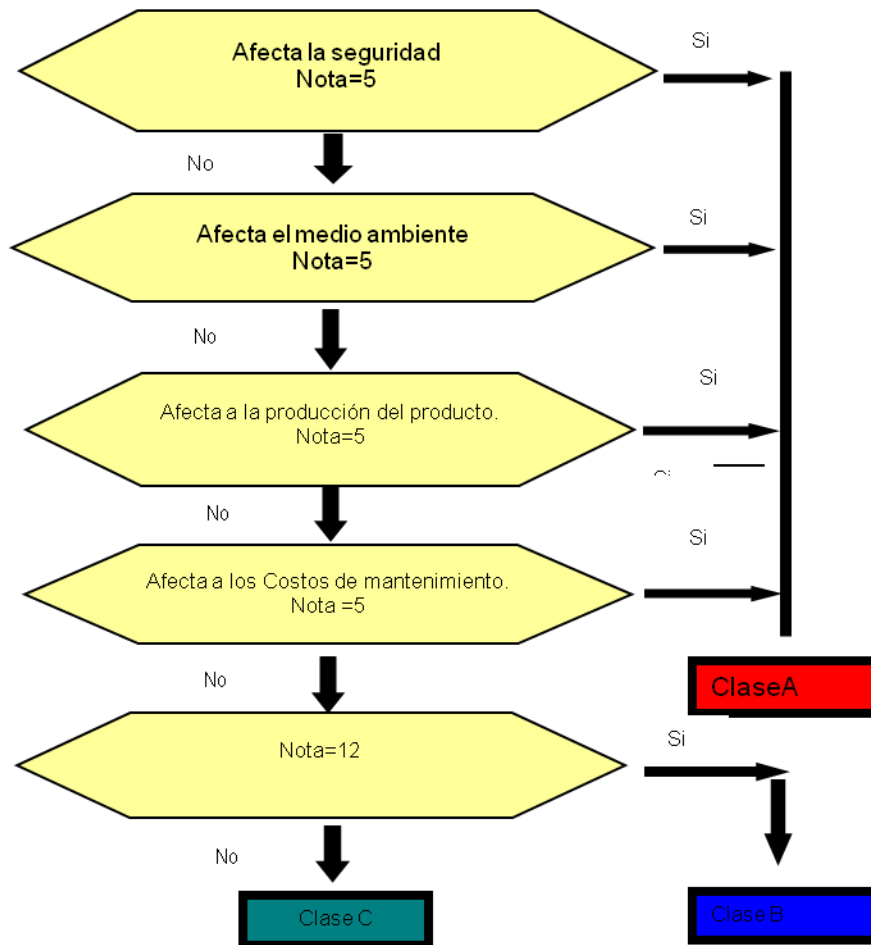 Afecta la seguridad
Nota=5
Si
No
Afecta el medio ambiente
Nota=5
Si
No
Afecta a la producción del producto.
Nota=5
Si
No
Afecta a los Costos de mantenimiento.
Nota =5
Si
No
ClaseA
Nota=12
Si
No
Clase C
Clase B